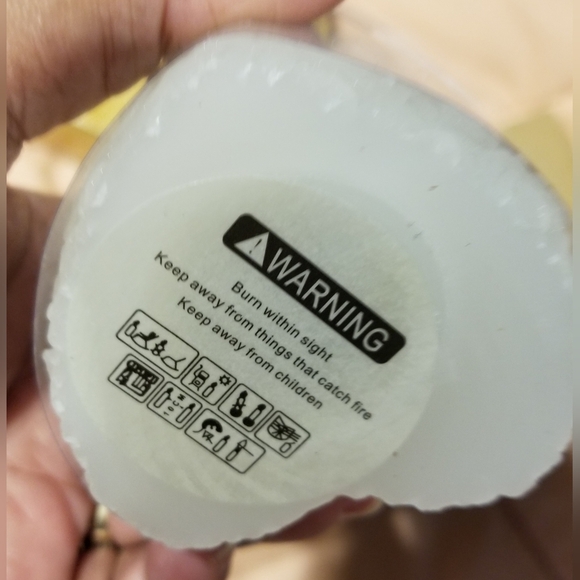 WARNING
Burn within sight
Keep away from things that catch fire
Keep away from children